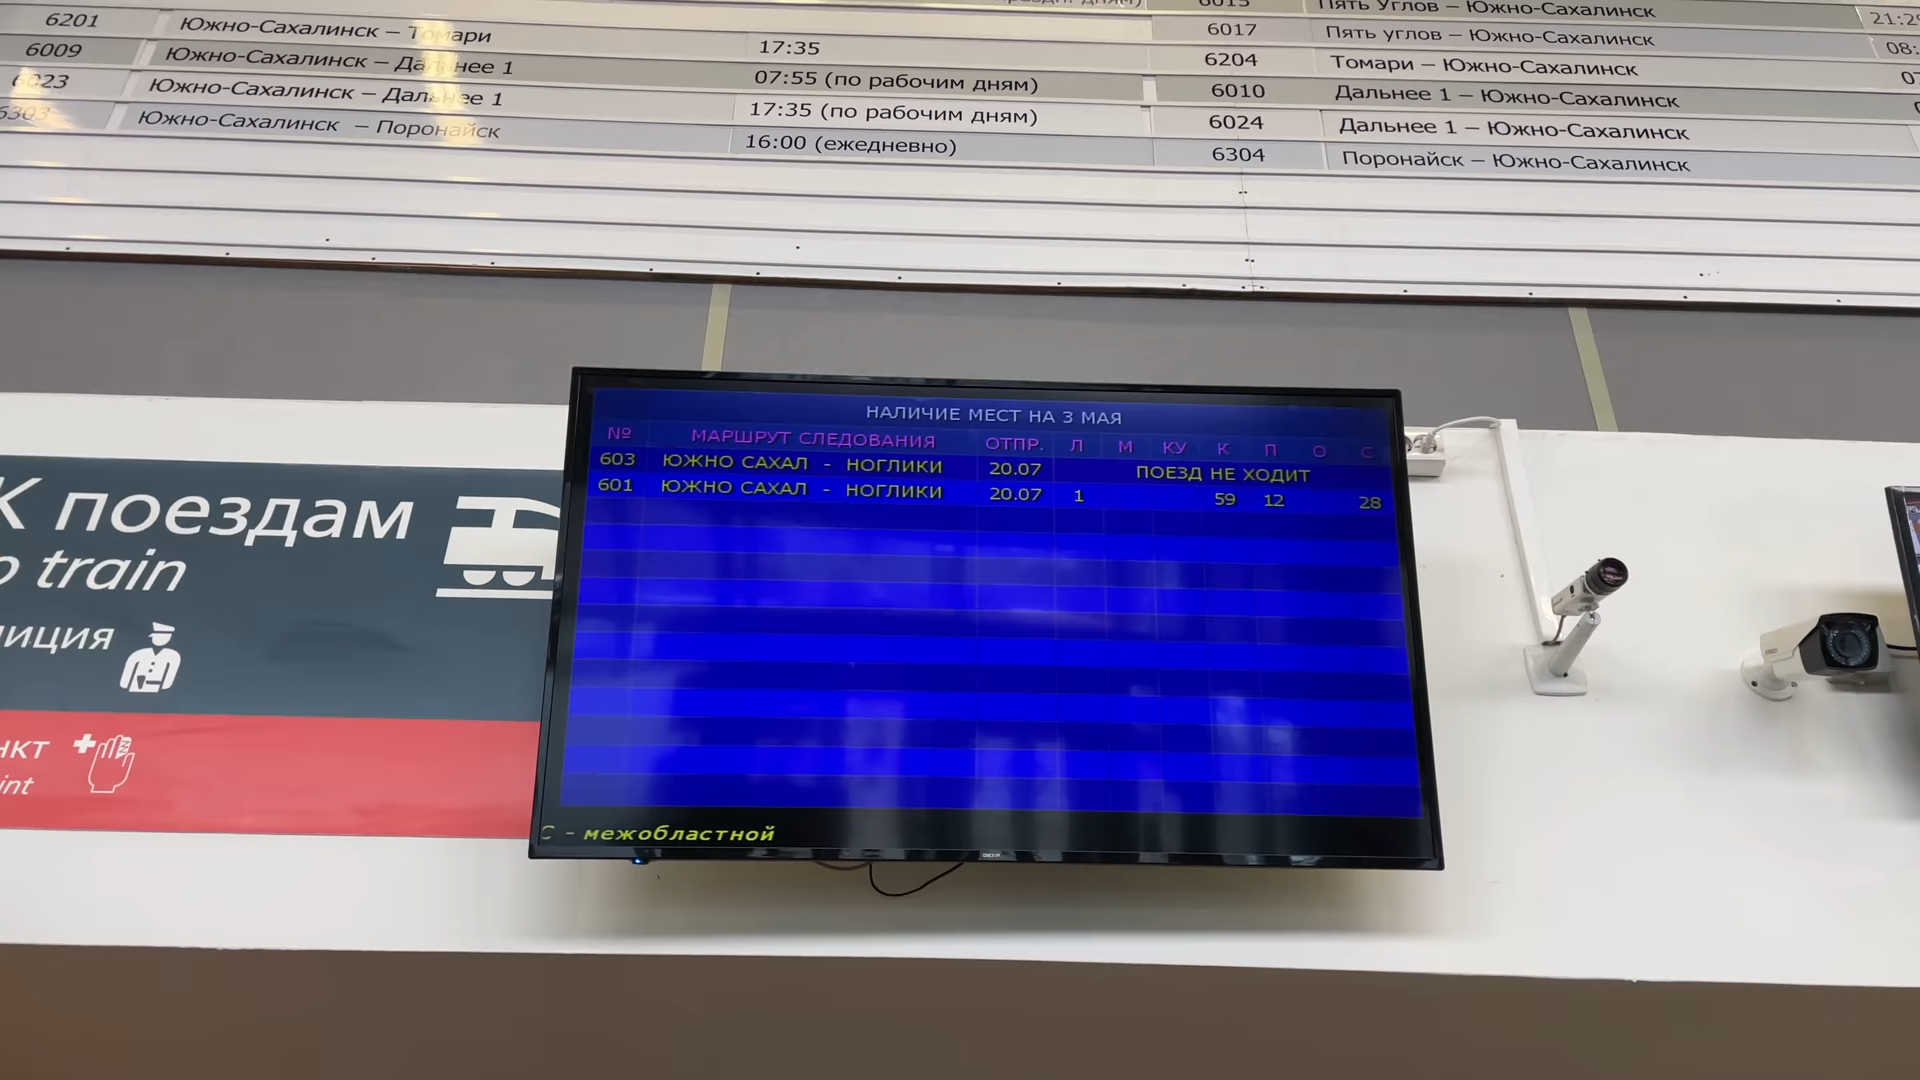 6201 Южно-Сахалинск – Томари 17:35
6009 Южно-Сахалинск – Дальнее 1 07:55 (по рабочим дням)
6023 Южно-Сахалинск – Дальнее 1 17:35 (по рабочим дням)
6303 Южно-Сахалинск – Поронайск 16:00 (ежедневно)
6015 Пять Углов – Южно-Сахалинск
6017 Пять углов – Южно-Сахалинск
6204 Томари – Южно-Сахалинск
6010 Дальнее 1 – Южно-Сахалинск
6024 Дальнее 1 – Южно-Сахалинск
6304 Поронайск – Южно-Сахалинск
НАЛИЧИЕ МЕСТ НА 3 МАЯ
№ МАРШРУТ СЛЕДОВАНИЯ ОТПР. Л М КУ К П О С
603 ЮЖНО САХАЛ - НОГЛИКИ 20.07 ПОЕЗД НЕ ХОДИТ
601 ЮЖНО САХАЛ - НОГЛИКИ 20.07 1 59 12 28
С - межобластной
К поездам
o train
лиция
нкт
int